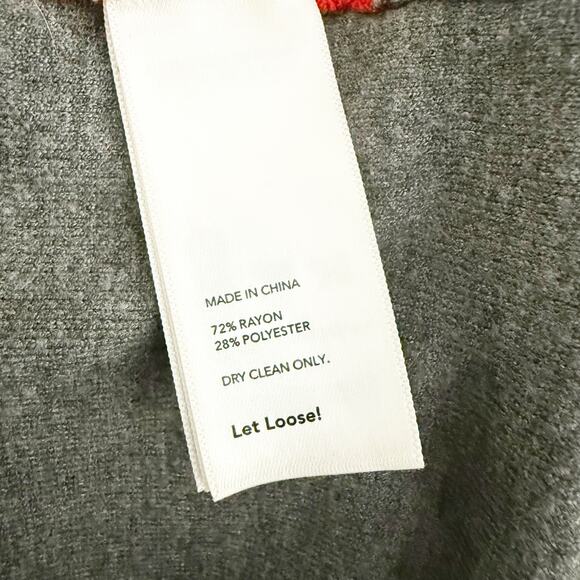 MADE IN CHINA
72% RAYON
28% POLYESTER
DRY CLEAN ONLY.
Let Loose!